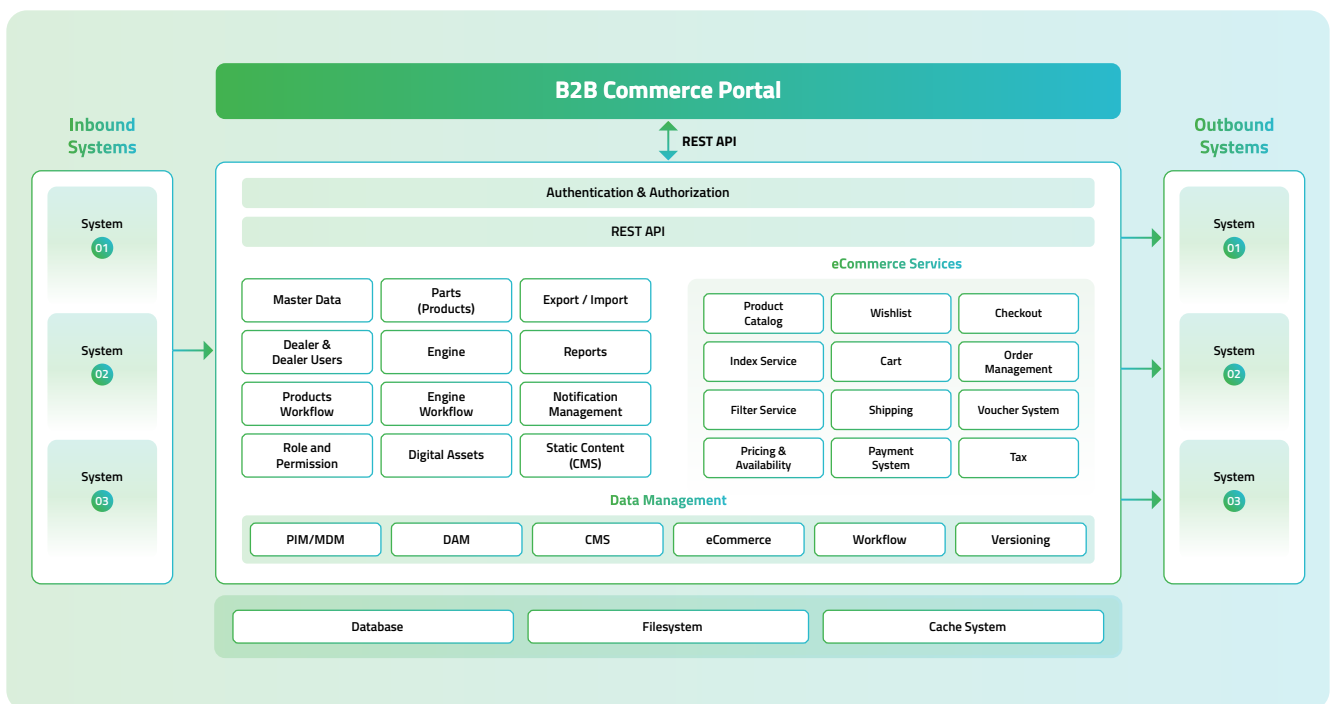 B2B Commerce Portal
REST API
Inbound
Systems
System
01
System
02
System
03
Authentication & Authorization
REST API
Master Data
Parts
(Products)
Export / Import
Dealer &
Dealer Users
Engine
Reports
Products
Workflow
Engine
Workflow
Notification
Management
Role and
Permission
Digital Assets
Static Content
(CMS)
eCommerce Services
Product
Catalog
Wishlist
Checkout
Index Service
Cart
Order
Management
Filter Service
Shipping
Voucher System
Pricing &
Availability
Payment
System
Tax
Data Management
PIM/MDM
DAM
CMS
eCommerce
Workflow
Versioning
Database
Filesystem
Cache System
Outbound
Systems
System
01
System
02
System
03